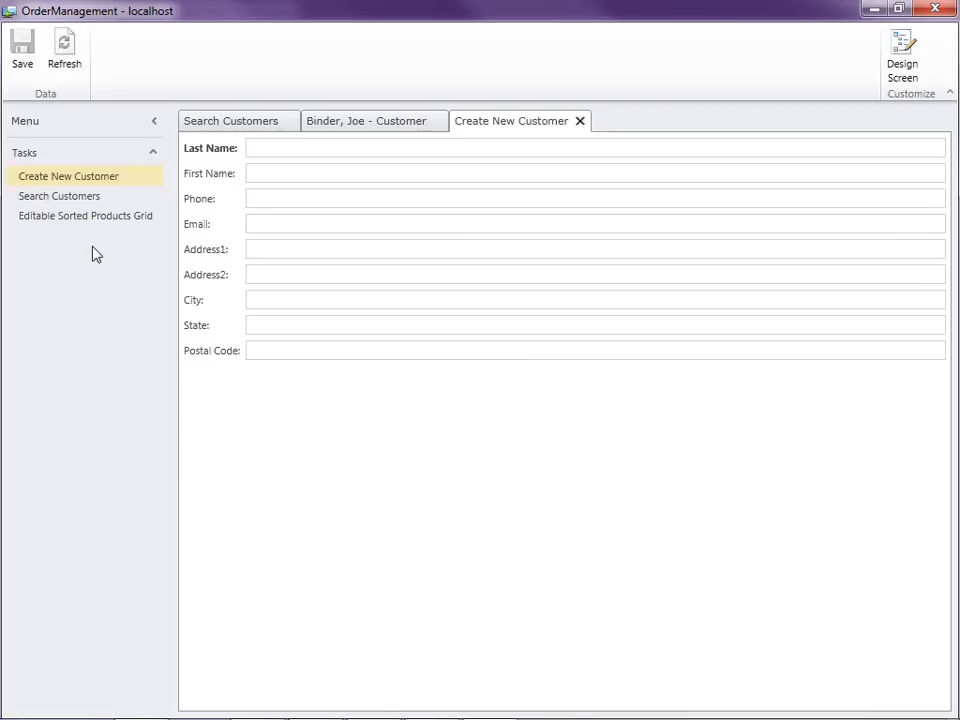 OrderManagement - localhost
Save
Refresh
Data
Design
Screen
Customize
Menu
Tasks
Create New Customer
Search Customers
Editable Sorted Products Grid
Search Customers
Binder, Joe - Customer
Create New Customer
Last Name:
First Name:
Phone:
Email:
Address1:
Address2:
City:
State:
Postal Code: